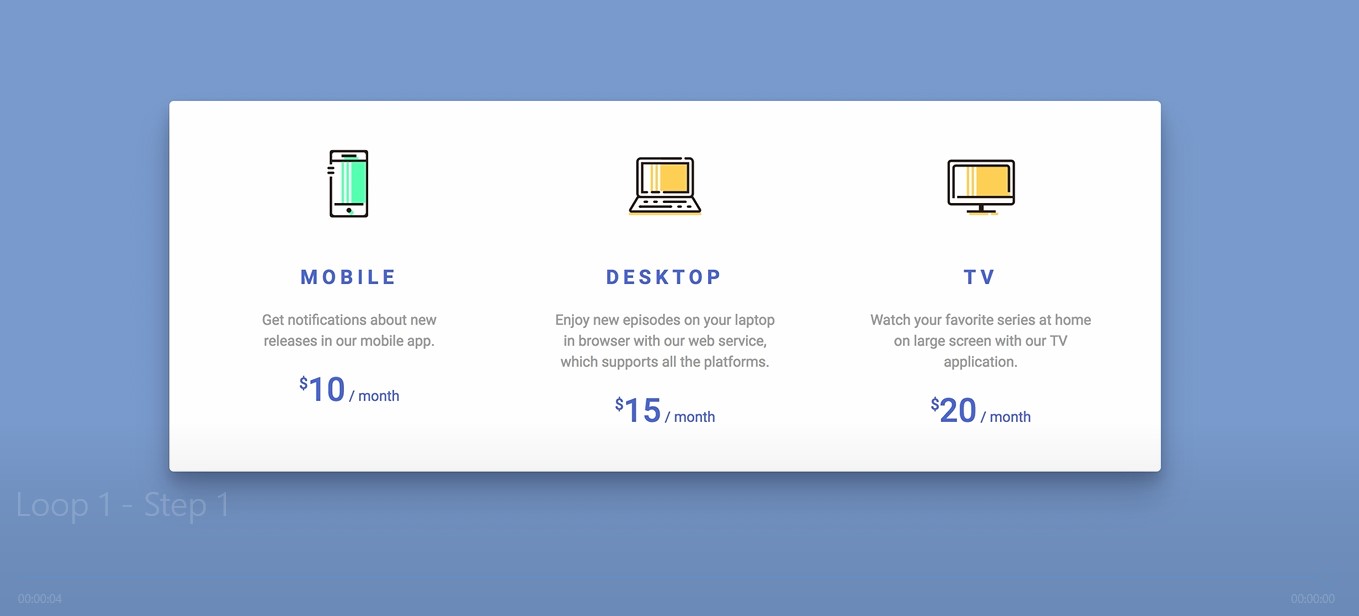 MOBILE
Get notifications about new
releases in our mobile app.
$10 / month
DESKTOP
Enjoy new episodes on your laptop
in browser with our web service,
which supports all the platforms.
$15 / month
TV
Watch your favorite series at home
on large screen with our TV
application.
$20 / month
Loop 1 - Step 1
00:00:04
00:00:00